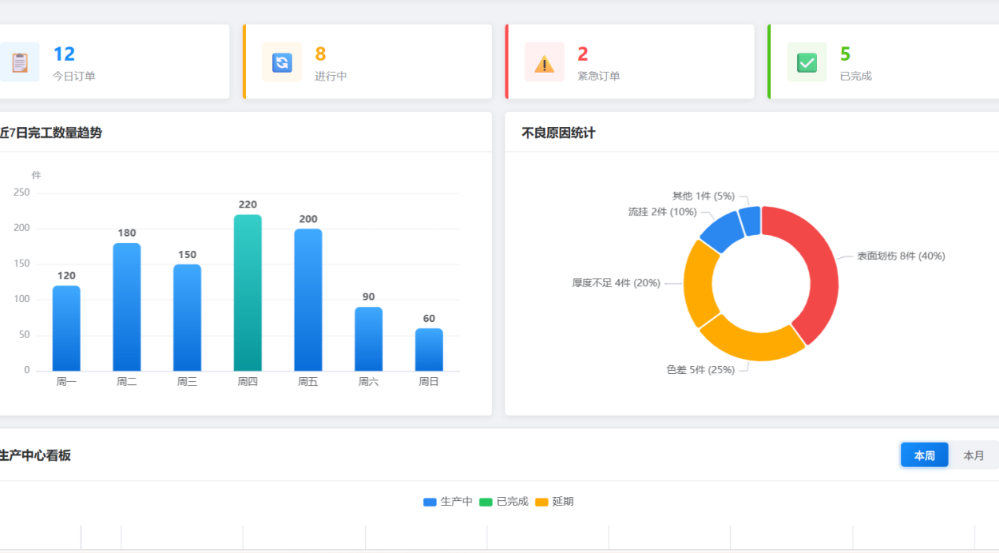 12
今日订单
8
进行中
2
紧急订单
5
已完成
近7日完工数量趋势
不良原因统计
件
250
200
150
100
50
0
120
180
150
220
200
90
60
周一
周二
周三
周四
周五
周六
周日
其他 1件 (5%)
流挂 2件 (10%)
表面划伤 8件 (40%)
厚度不足 4件 (20%)
色差 5件 (25%)
生产中心看板
本周
本月
生产中
已完成
延期